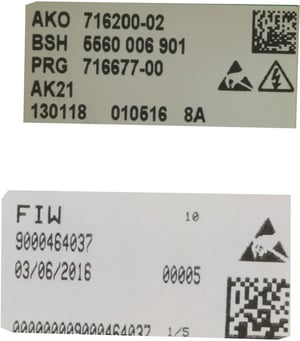 AKO 716200-02
BSH 5560 006 901
PRG 716677-00
AK21
130118 010516 8A
FIW 10
9000464037
03/06/2016 00005
000000009000464037 1/5